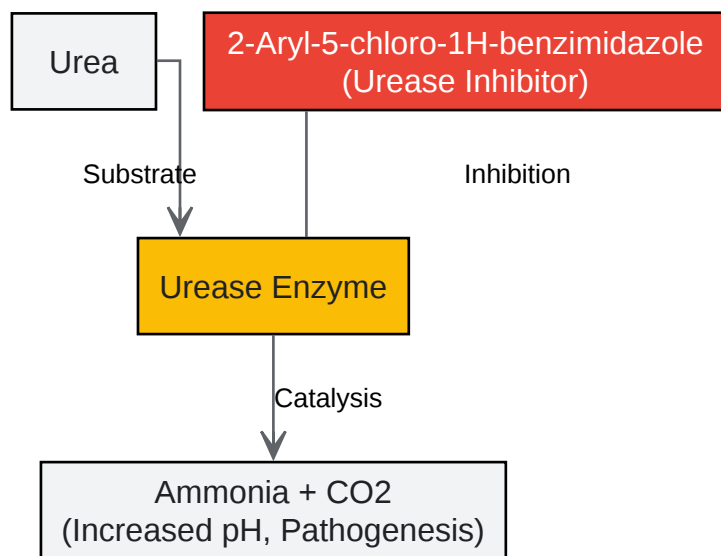 Urea
2-Aryl-5-chloro-1H-benzimidazole
(Urease Inhibitor)
Substrate
Inhibition
Urease Enzyme
Catalysis
Ammonia + CO2
(Increased pH, Pathogenesis)